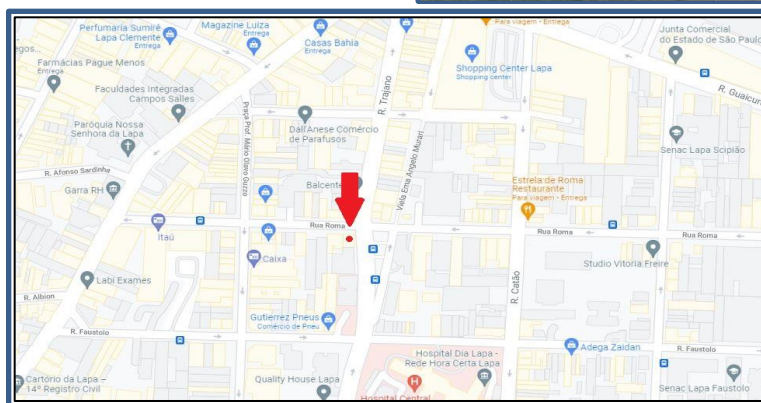 Perfumaria Sumirê
Lapa Clemente
Entrega
Magazine Luiza
Entrega
Casas Bahia
Entrega
Para viagem - Entrega
Junta Comercial
do Estado de São Paulo
egos...
Farmácias Pague Menos
Entrega
Shopping Center Lapa
Shopping center
Faculdades Integradas
Campos Salles
R. Trajano
R. Guaicur
Praça Prof. Mário Olavo Guzzo
Dall'Anese Comércio
de Parafusos
Paróquia Nossa
Senhora da Lapa
Viela Ema Angelo Murari
Senac Lapa Scipião
R. Afonso Sardinha
Garra RH
Balcente
Estrela de Roma
Restaurante
Para viagem - Entrega
Itaú
Rua Roma
Rua Roma
Rua Roma
Caixa
Studio Vitoria Freire
Labi Exames
R. Catão
R. Albion
Gutierrez Pneus
Comércio de Pneu
R. Faustolo
Adega Zaidan
R. Faustolo
Hospital Dia Lapa -
Rede Hora Certa Lapa
Cartório da Lapa –
14º Registro Civil
Quality House Lapa
H
Hospital Central
Senac Lapa Faustolo